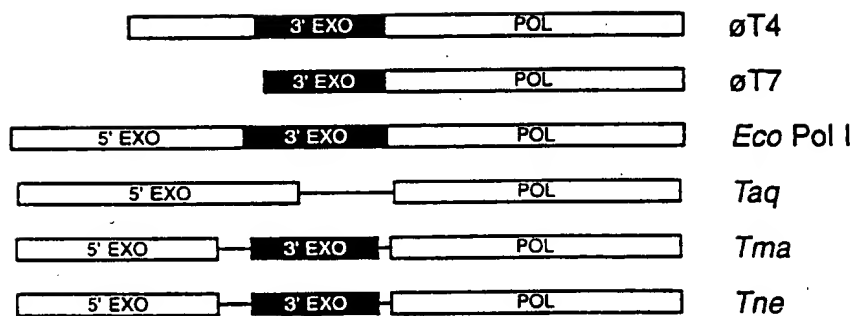 3' EXO POL øT4
3' EXO POL øT7
5' EXO 3' EXO POL Eco Pol I
5' EXO POL Taq
5' EXO 3' EXO POL Tma
5' EXO 3' EXO POL Tne